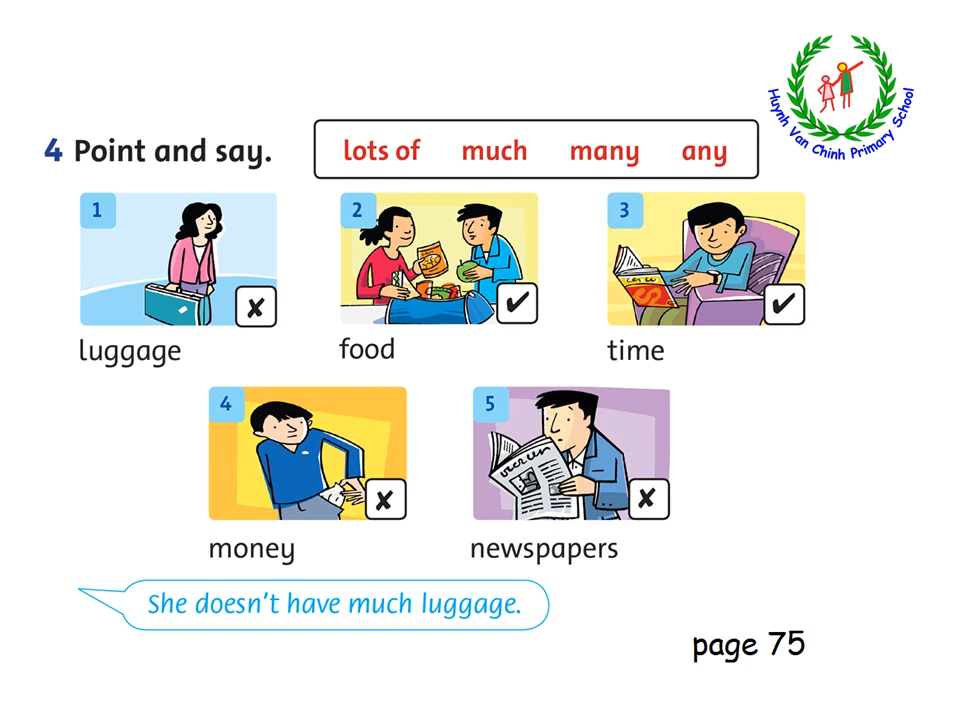 Huynh Van Chinh Primary School
4 Point and say.
lots of much many any
1
2
3
luggage
food
time
4
5
money
newspapers
She doesn't have much luggage.
page 75